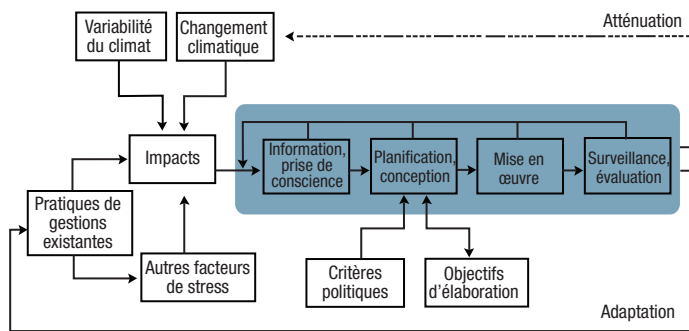 Variabilité
du climat
Changement
climatique
Atténuation
Impacts
Information,
prise de
conscience
Planification,
conception
Mise en
œuvre
Surveillance,
évaluation
Pratiques de
gestions
existantes
Autres facteurs
de stress
Critères
politiques
Objectifs
d'élaboration
Adaptation